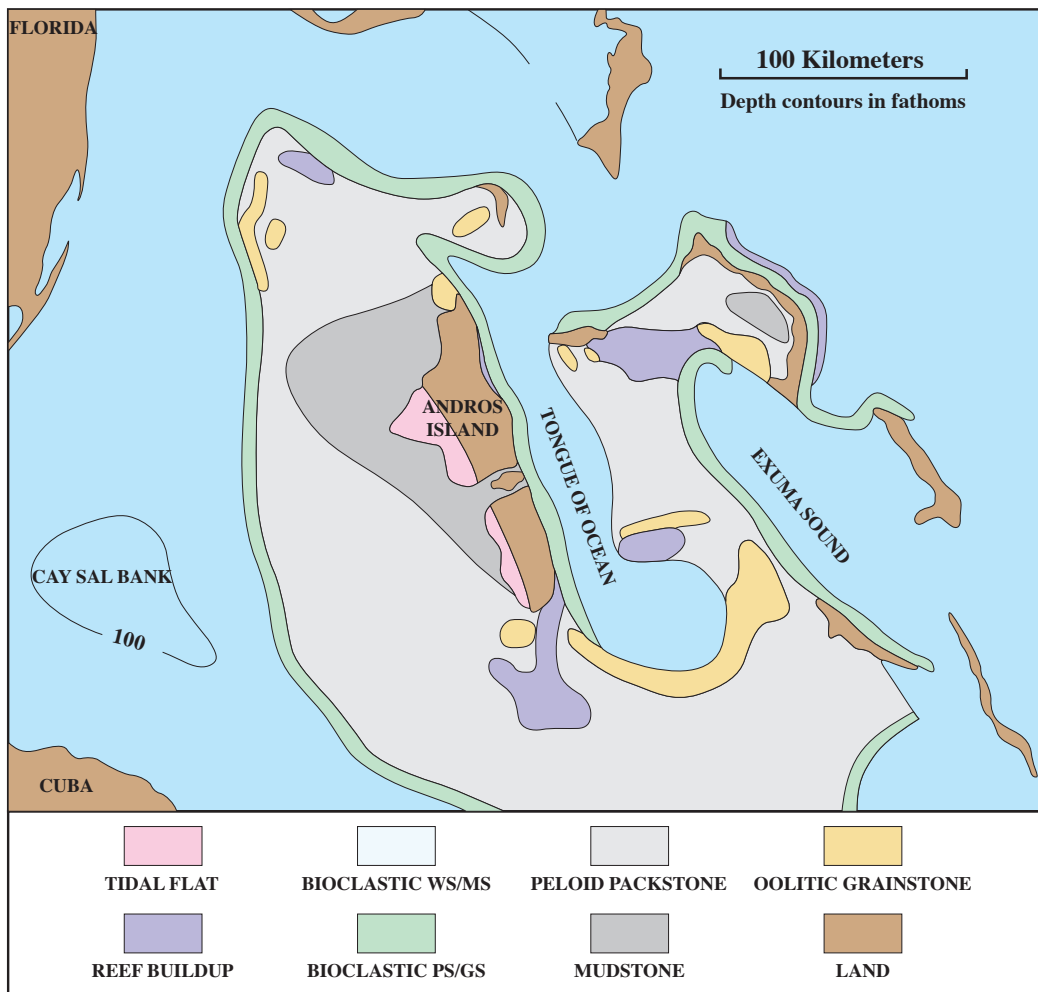 FLORIDA
100 Kilometers
Depth contours in fathoms
ANDROS
ISLAND
TONGUE OF OCEAN
EXUMA SOUND
CAY SAL BANK
100
CUBA
TIDAL FLAT
BIOCLASTIC WS/MS
PELOID PACKSTONE
OOLITIC GRAINSTONE
REEF BUILDUP
BIOCLASTIC PS/GS
MUDSTONE
LAND